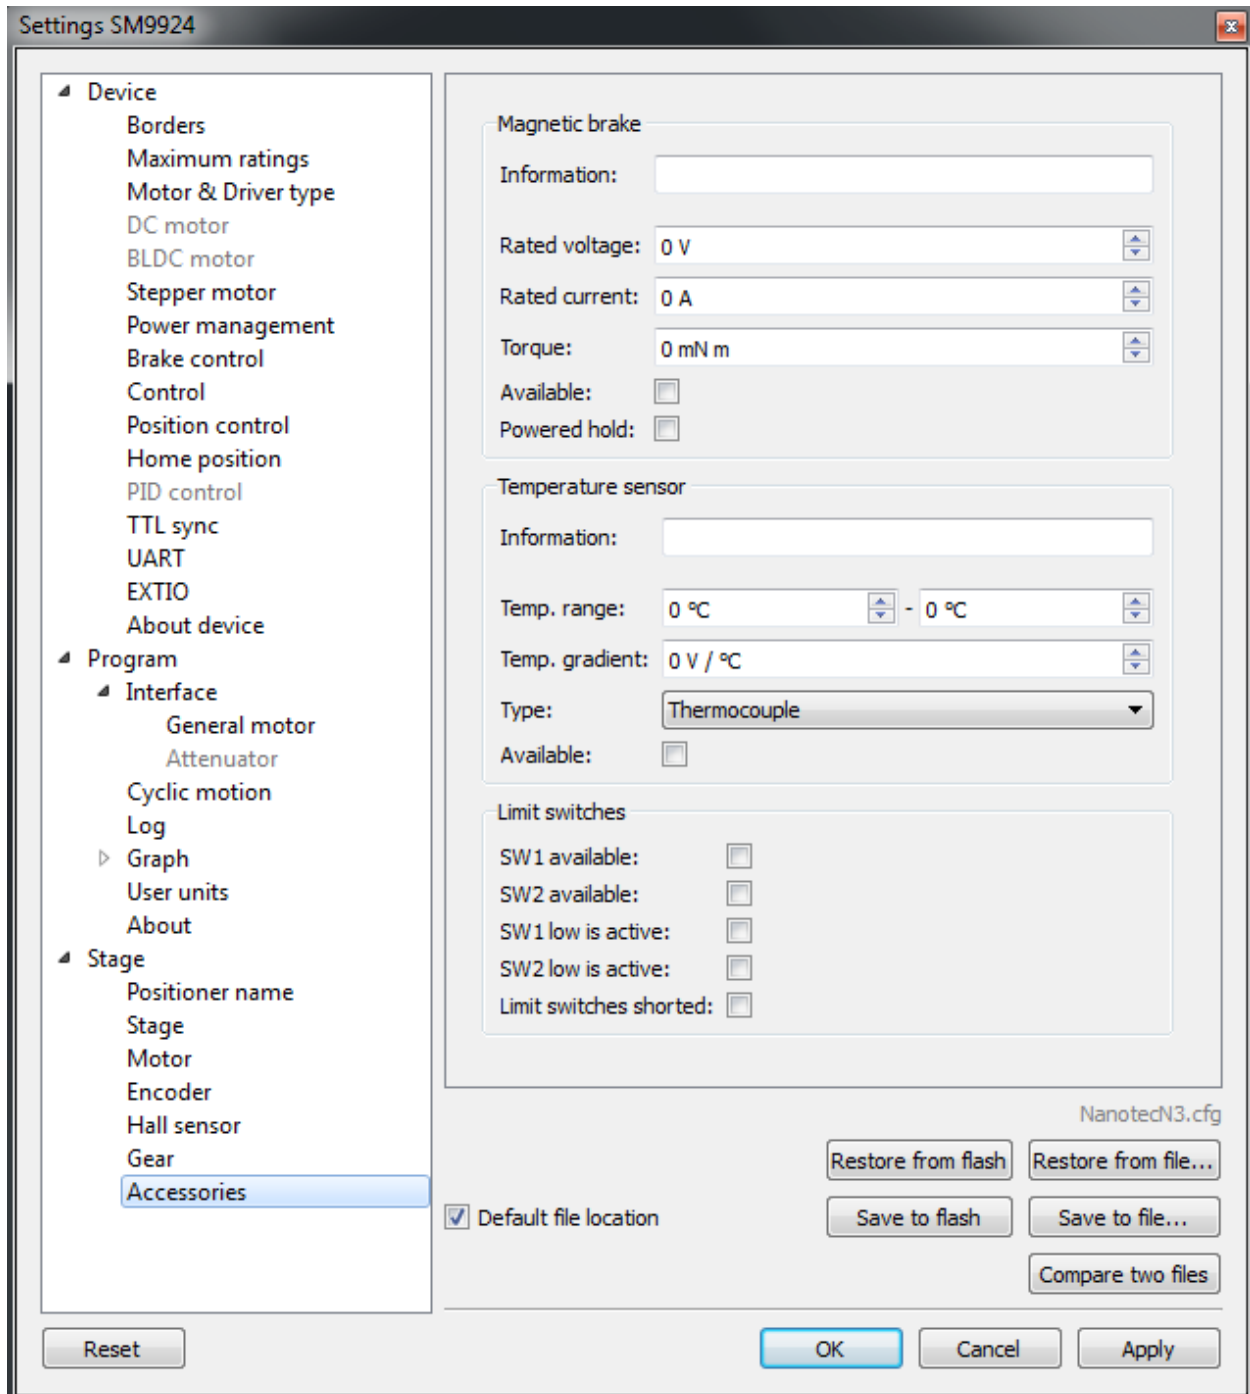 Settings SM9924
Device
Borders
Maximum ratings
Motor & Driver type
DC motor
BLDC motor
Stepper motor
Power management
Brake control
Control
Position control
Home position
PID control
TTL sync
UART
EXTIO
About device
Program
Interface
General motor
Attenuator
Cyclic motion
Log
Graph
User units
About
Stage
Positioner name
Stage
Motor
Encoder
Hall sensor
Gear
Accessories
Magnetic brake
Information:
Rated voltage: 0 V
Rated current: 0 A
Torque: 0 mN m
Available:
Powered hold:
Temperature sensor
Information:
Temp. range: 0 ºC - 0 ºC
Temp. gradient: 0 V / ºC
Type: Thermocouple
Available:
Limit switches
SW1 available:
SW2 available:
SW1 low is active:
SW2 low is active:
Limit switches shorted:
NanotecN3.cfg
Restore from flash Restore from file...
Default file location Save to flash Save to file...
Compare two files
Reset OK Cancel Apply